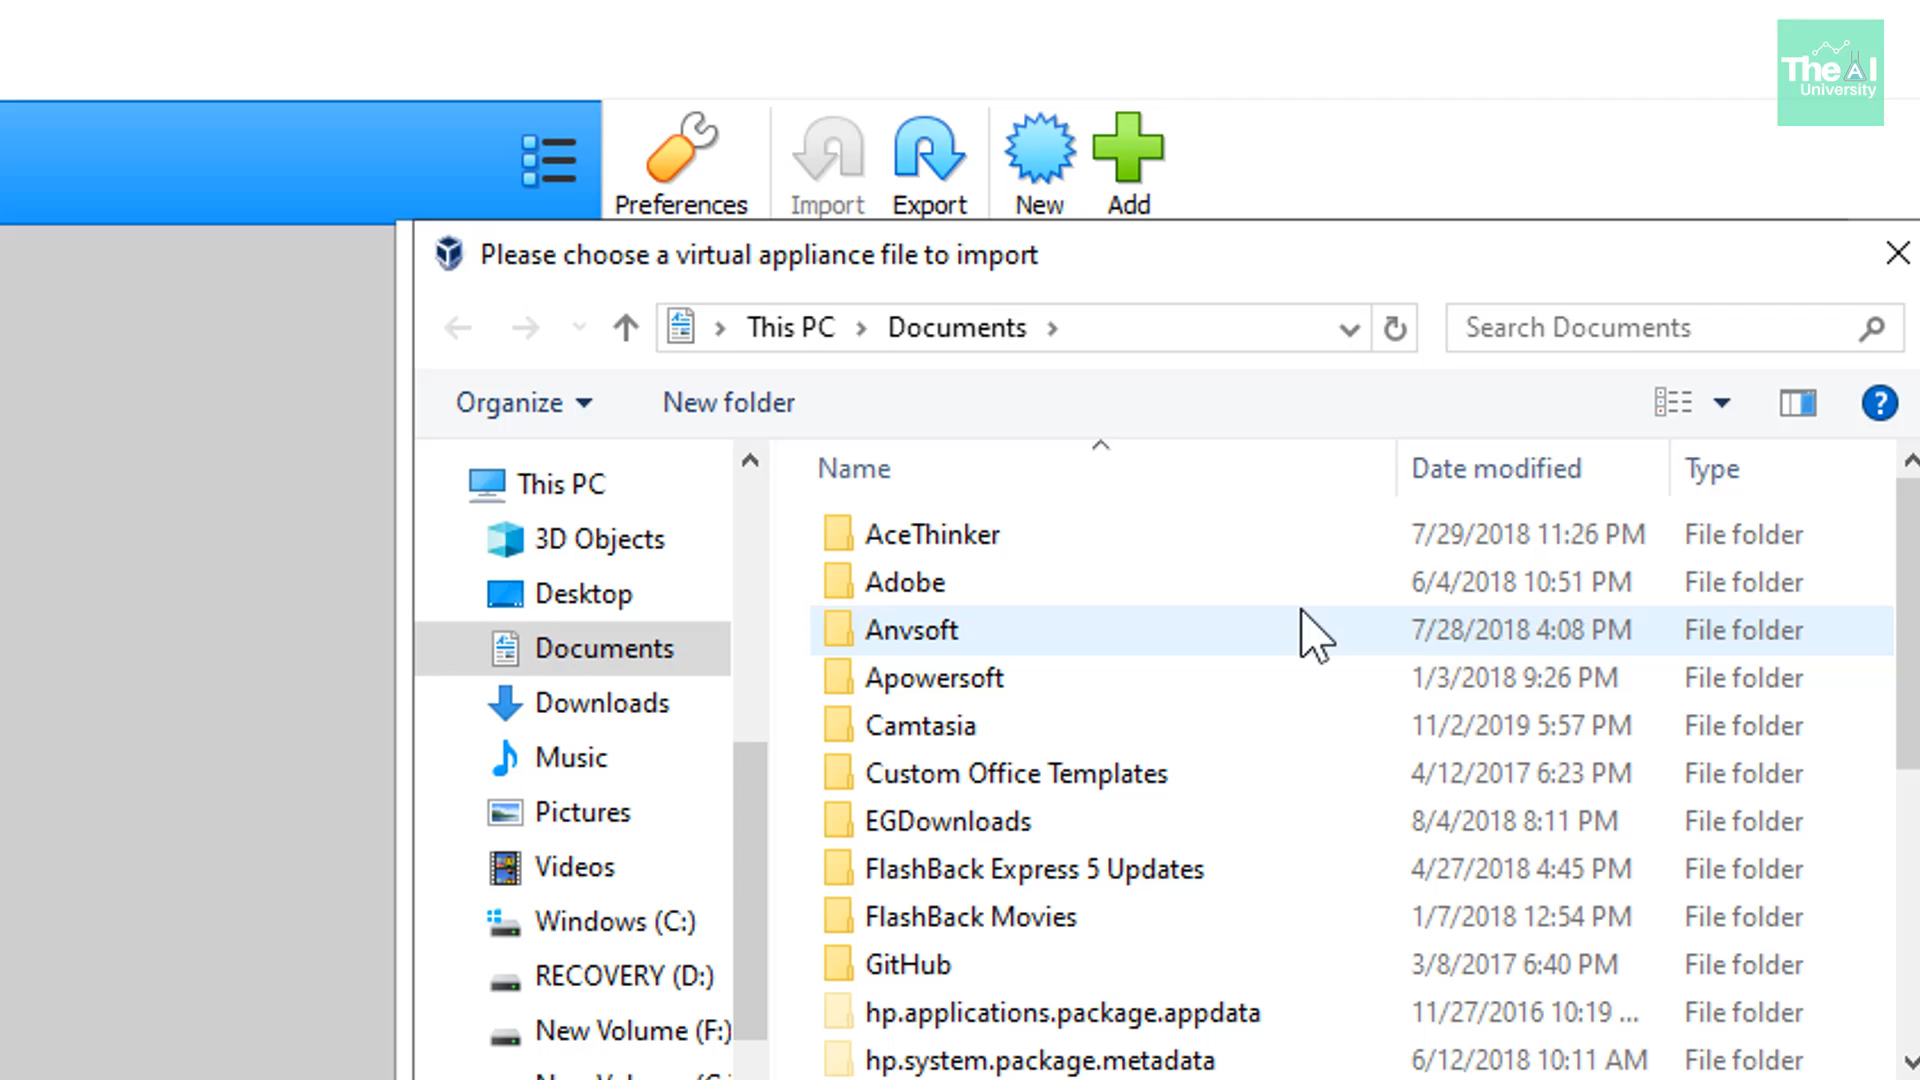 The AI
University
Preferences
Import
Export
New
Add
Please choose a virtual appliance file to import
This PC
Documents
Search Documents
Organize
New folder
?
Name
Date modified
Type
This PC
3D Objects
Desktop
Documents
Downloads
Music
Pictures
Videos
Windows (C:)
RECOVERY (D:)
New Volume (F:)
AceThinker 7/29/2018 11:26 PM File folder
Adobe 6/4/2018 10:51 PM File folder
Anvsoft 7/28/2018 4:08 PM File folder
Apowersoft 1/3/2018 9:26 PM File folder
Camtasia 11/2/2019 5:57 PM File folder
Custom Office Templates 4/12/2017 6:23 PM File folder
EGDownloads 8/4/2018 8:11 PM File folder
FlashBack Express 5 Updates 4/27/2018 4:45 PM File folder
FlashBack Movies 1/7/2018 12:54 PM File folder
GitHub 3/8/2017 6:40 PM File folder
hp.applications.package.appdata 11/27/2016 10:19 ... File folder
hp.system.package.metadata 6/12/2018 10:11 AM File folder